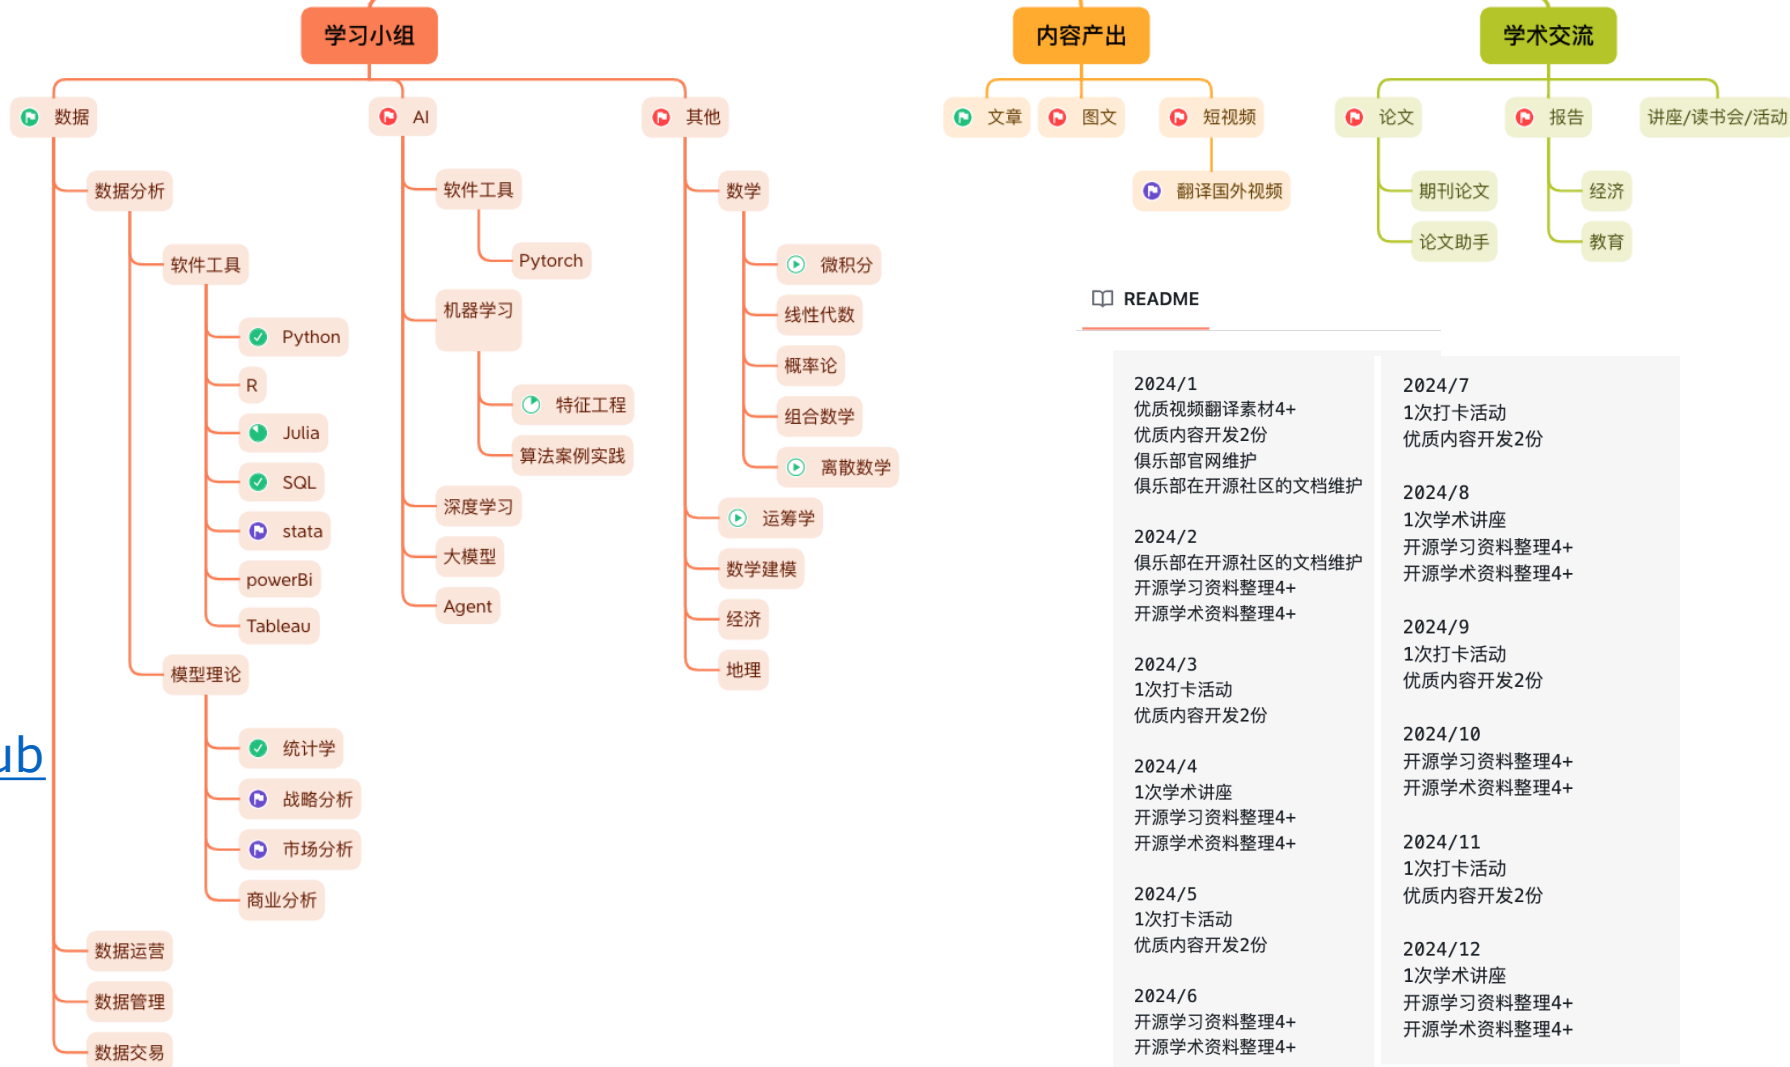 学习小组
数据
数据分析
软件工具
Python
R
Julia
SQL
stata
powerBi
Tableau
模型理论
统计学
战略分析
市场分析
商业分析
数据运营
数据管理
数据交易
AI
软件工具
Pytorch
机器学习
特征工程
算法案例实践
深度学习
大模型
Agent
其他
数学
微积分
线性代数
概率论
组合数学
离散数学
运筹学
数学建模
经济
地理
ub
内容产出
文章
图文
短视频
翻译国外视频
学术交流
论文
期刊论文
论文助手
报告
经济
教育
讲座/读书会/活动
README
2024/1
优质视频翻译素材4+
优质内容开发2份
俱乐部官网维护
俱乐部在开源社区的文档维护
2024/2
俱乐部在开源社区的文档维护
开源学习资料整理4+
开源学术资料整理4+
2024/3
1次打卡活动
优质内容开发2份
2024/4
1次学术讲座
开源学习资料整理4+
开源学术资料整理4+
2024/5
1次打卡活动
优质内容开发2份
2024/6
开源学习资料整理4+
开源学术资料整理4+
2024/7
1次打卡活动
优质内容开发2份
2024/8
1次学术讲座
开源学习资料整理4+
开源学术资料整理4+
2024/9
1次打卡活动
优质内容开发2份
2024/10
开源学习资料整理4+
开源学术资料整理4+
2024/11
1次打卡活动
优质内容开发2份
2024/12
1次学术讲座
开源学习资料整理4+
开源学术资料整理4+